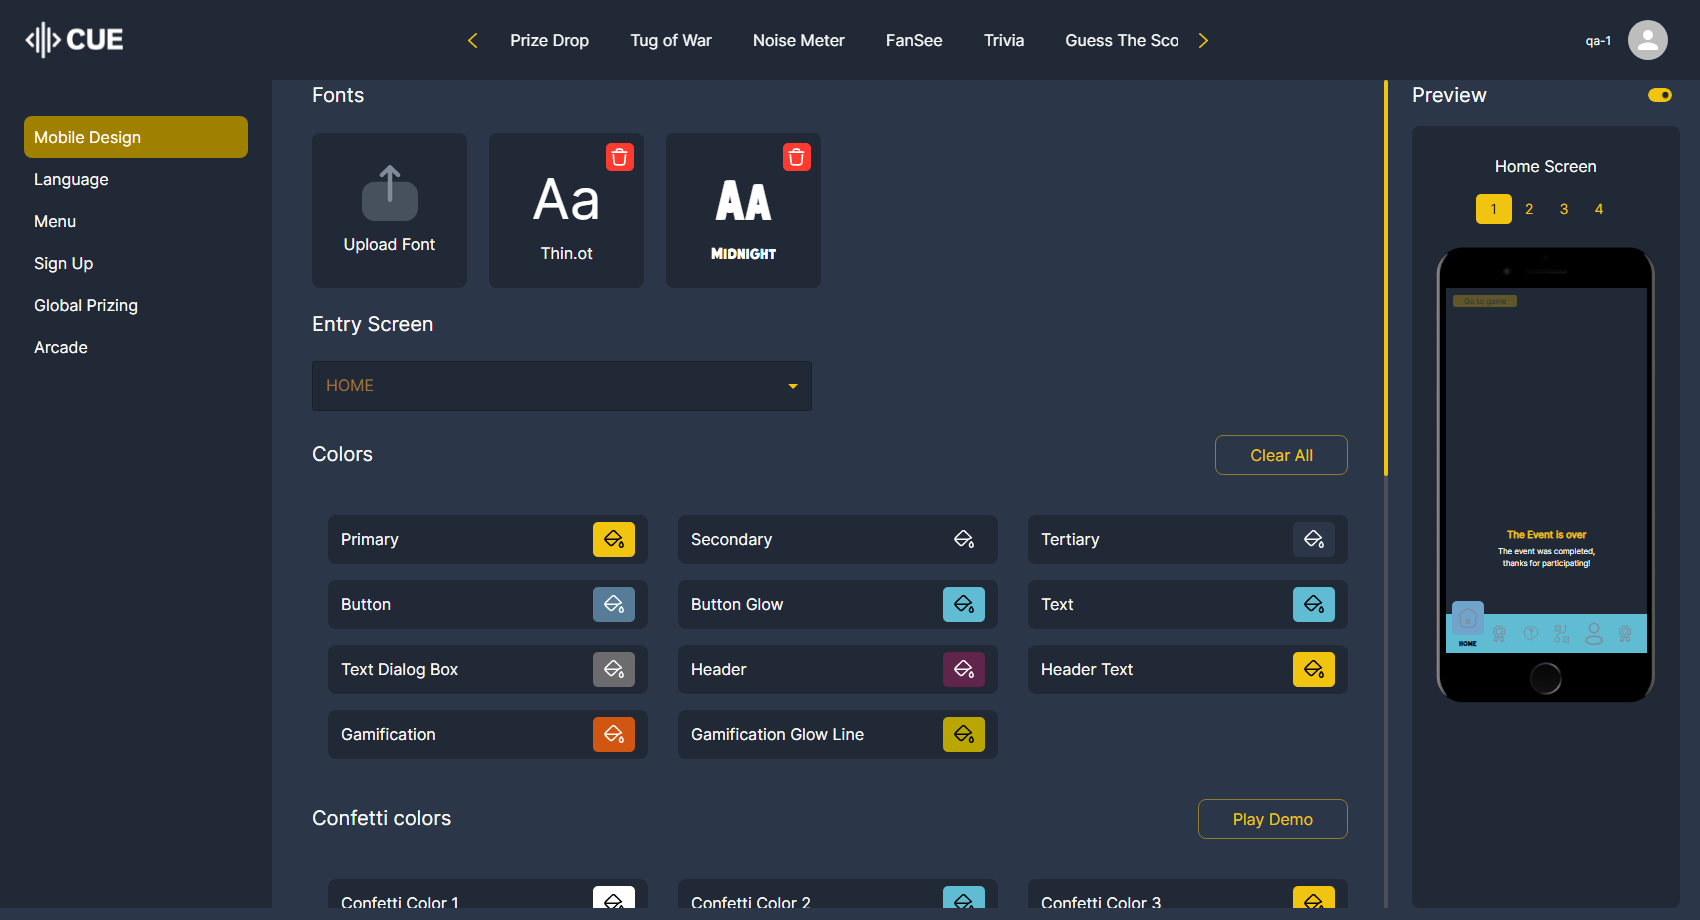 CUE
Prize Drop
Tug of War
Noise Meter
FanSee
Trivia
Guess The Sco
qa-1
Mobile Design
Language
Menu
Sign Up
Global Prizing
Arcade
Fonts
Upload Font
Aa
Thin.ot
AA
MIDNIGHT
Entry Screen
HOME
Colors
Clear All
Primary
Secondary
Tertiary
Button
Button Glow
Text
Text Dialog Box
Header
Header Text
Gamification
Gamification Glow Line
Confetti colors
Play Demo
Confetti Color 1
Confetti Color 2
Confetti Color 3
Preview
Home Screen
1 2 3 4
Go to game
The Event is over
The event was completed,
thanks for participating!
HOME